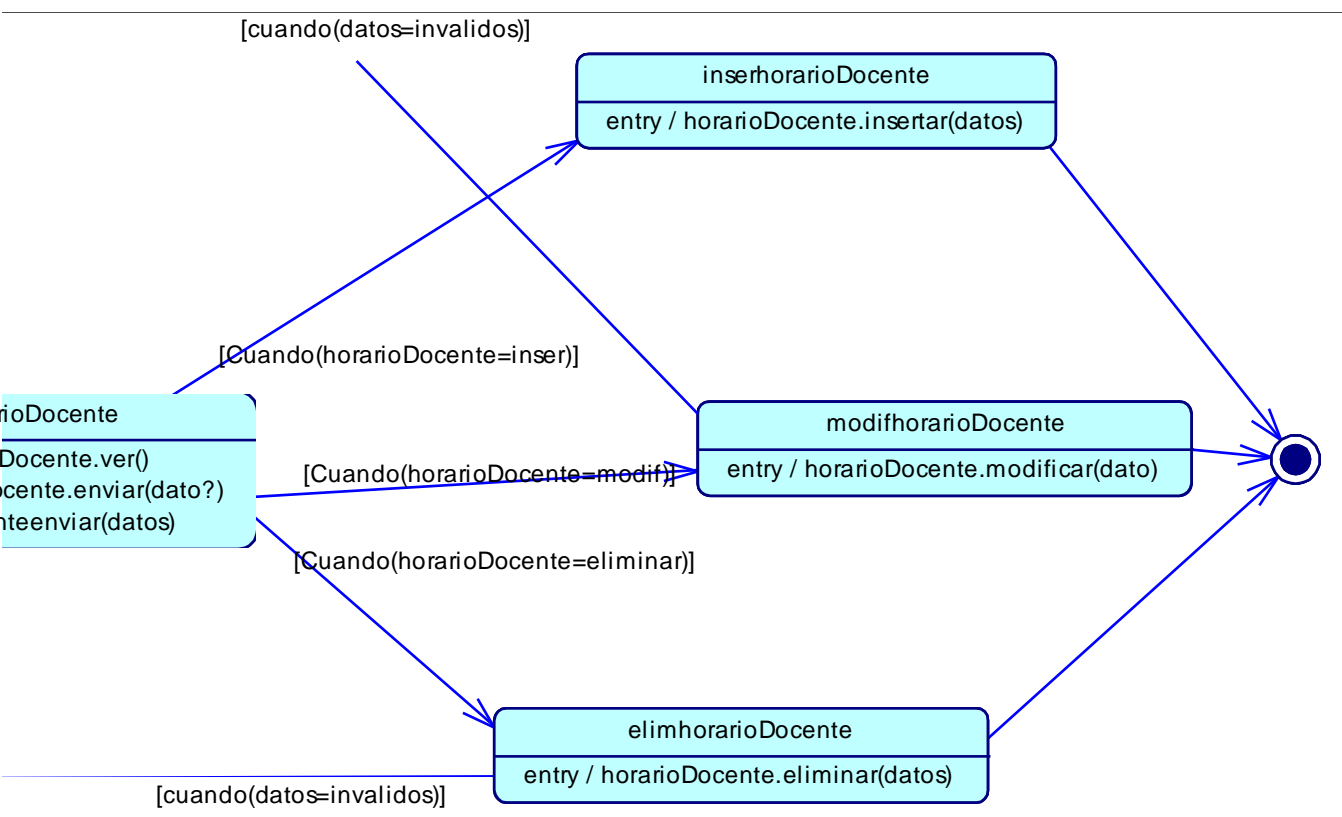 [cuando(datos=invalidos)]
inserhorarioDocente
entry / horarioDocente.insertar(datos)
[Cuando(horarioDocente=inser)]
rioDocente
Docente.ver()
ocente.enviar(dato?)
nteenviar(datos)
[Cuando(horarioDocente=modif)]
modifhorarioDocente
entry / horarioDocente.modificar(dato)
[Cuando(horarioDocente=eliminar)]
elimhorarioDocente
entry / horarioDocente.eliminar(datos)
[cuando(datos=invalidos)]